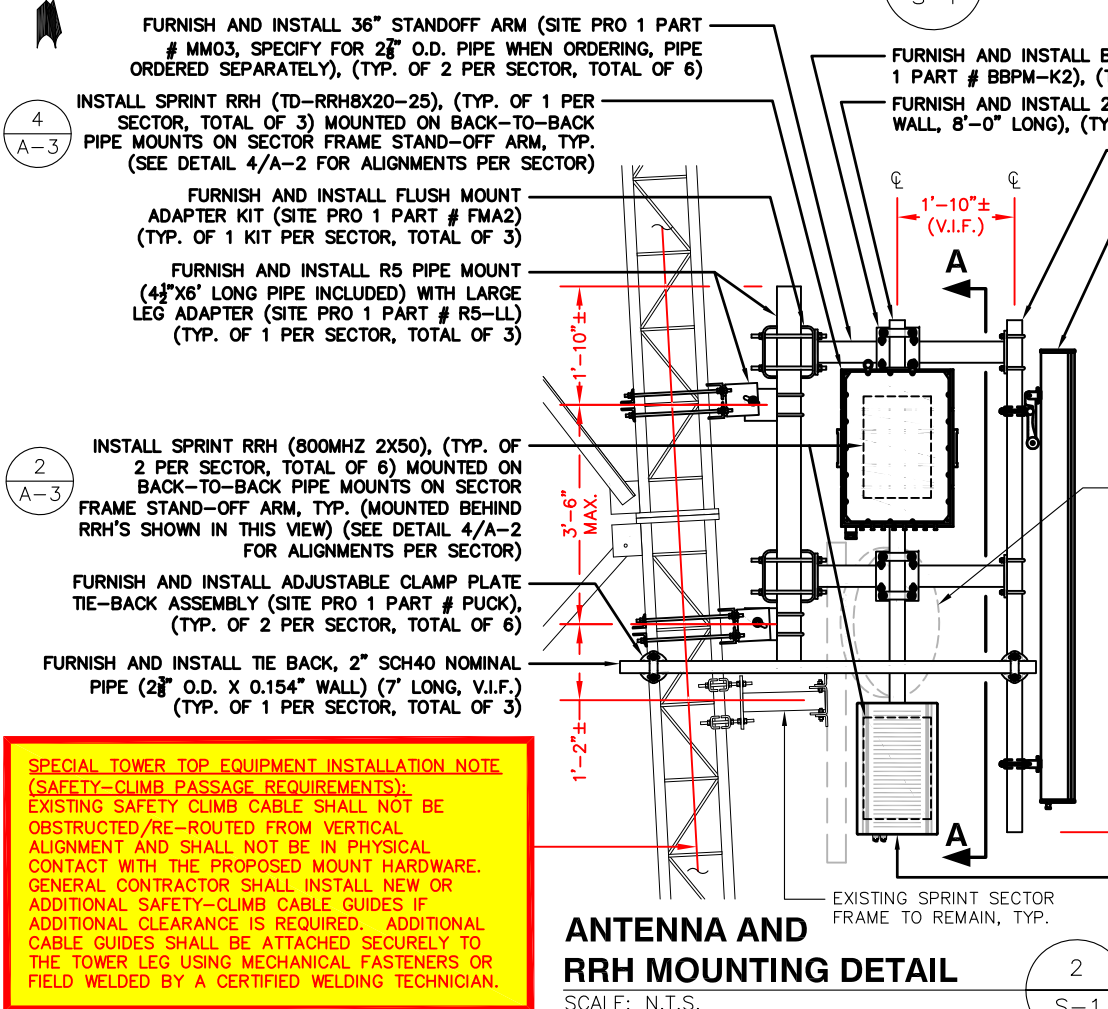 FURNISH AND INSTALL 36" STANDOFF ARM (SITE PRO 1 PART
# MM03, SPECIFY FOR 2⅞" O.D. PIPE WHEN ORDERING, PIPE
ORDERED SEPARATELY), (TYP. OF 2 PER SECTOR, TOTAL OF 6)
4
A-3
INSTALL SPRINT RRH (TD-RRH8X20-25), (TYP. OF 1 PER
SECTOR, TOTAL OF 3) MOUNTED ON BACK-TO-BACK
PIPE MOUNTS ON SECTOR FRAME STAND-OFF ARM, TYP.
(SEE DETAIL 4/A-2 FOR ALIGNMENTS PER SECTOR)
FURNISH AND INSTALL FLUSH MOUNT
ADAPTER KIT (SITE PRO 1 PART # FMA2)
(TYP. OF 1 KIT PER SECTOR, TOTAL OF 3)
FURNISH AND INSTALL R5 PIPE MOUNT
(4½"X6' LONG PIPE INCLUDED) WITH LARGE
LEG ADAPTER (SITE PRO 1 PART # R5-LL)
(TYP. OF 1 PER SECTOR, TOTAL OF 3)
2
A-3
INSTALL SPRINT RRH (800MHZ 2X50), (TYP. OF
2 PER SECTOR, TOTAL OF 6) MOUNTED ON
BACK-TO-BACK PIPE MOUNTS ON SECTOR
FRAME STAND-OFF ARM, TYP. (MOUNTED BEHIND
RRH'S SHOWN IN THIS VIEW) (SEE DETAIL 4/A-2
FOR ALIGNMENTS PER SECTOR)
FURNISH AND INSTALL ADJUSTABLE CLAMP PLATE
TIE-BACK ASSEMBLY (SITE PRO 1 PART # PUCK),
(TYP. OF 2 PER SECTOR, TOTAL OF 6)
FURNISH AND INSTALL TIE BACK, 2" SCH40 NOMINAL
PIPE (2⅜" O.D. X 0.154" WALL) (7' LONG, V.I.F.)
(TYP. OF 1 PER SECTOR, TOTAL OF 3)
SPECIAL TOWER TOP EQUIPMENT INSTALLATION NOTE
(SAFETY-CLIMB PASSAGE REQUIREMENTS):
EXISTING SAFETY CLIMB CABLE SHALL NOT BE
OBSTRUCTED/RE-ROUTED FROM VERTICAL
ALIGNMENT AND SHALL NOT BE IN PHYSICAL
CONTACT WITH THE PROPOSED MOUNT HARDWARE.
GENERAL CONTRACTOR SHALL INSTALL NEW OR
ADDITIONAL SAFETY-CLIMB CABLE GUIDES IF
ADDITIONAL CLEARANCE IS REQUIRED. ADDITIONAL
CABLE GUIDES SHALL BE ATTACHED SECURELY TO
THE TOWER LEG USING MECHANICAL FASTENERS OR
FIELD WELDED BY A CERTIFIED WELDING TECHNICIAN.
FURNISH AND INSTALL
1 PART # BBPM-K2),
FURNISH AND INSTALL 2
WALL, 8'-0" LONG),
℄ ℄
1'-10"±
(V.I.F.)
A
1'-10"±
3'-6"
MAX.
1'-2"±
A
EXISTING SPRINT SECTOR
FRAME TO REMAIN, TYP.
ANTENNA AND
RRH MOUNTING DETAIL
SCALE: N.T.S.
2
S-1